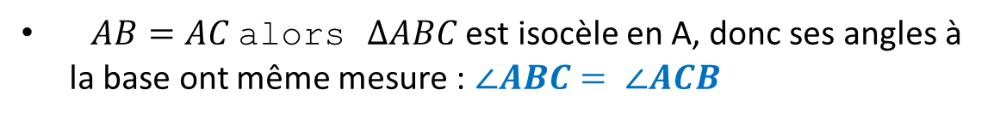 • AB = AC alors ΔABC est isocèle en A, donc ses angles à
la base ont même mesure : ∠ABC = ∠ACB